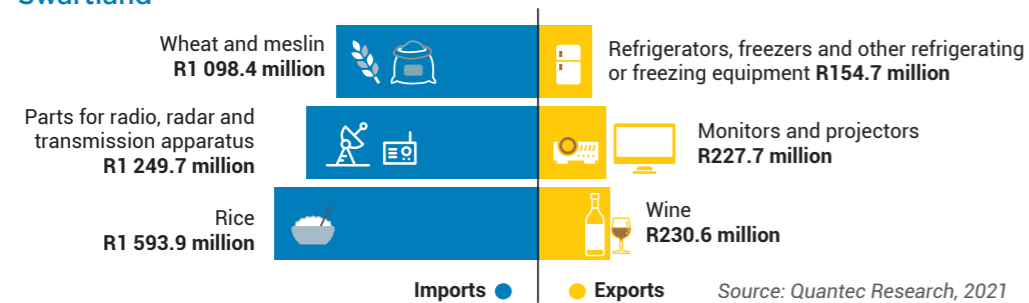 Swartland
Wheat and meslin
R1 098.4 million
Refrigerators, freezers and other refrigerating
or freezing equipment R154.7 million
Parts for radio, radar and
transmission apparatus
R1 249.7 million
Monitors and projectors
R227.7 million
Rice
R1 593.9 million
Wine
R230.6 million
Imports
Exports
Source: Quantec Research, 2021